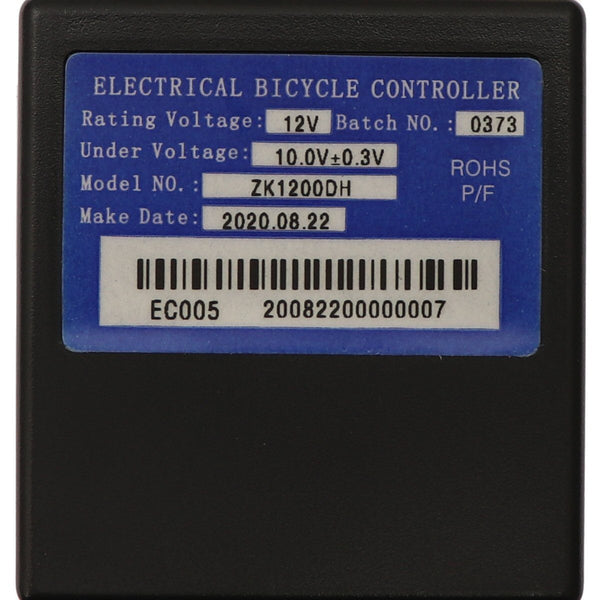 ELECTRICAL BICYCLE CONTROLLER
Rating Voltage: 12V Batch NO.: 0373
Under Voltage: 10.0V±0.3V
Model NO.: ZK1200DH
ROHS
P/F
Make Date: 2020.08.22
EC005 20082200000007